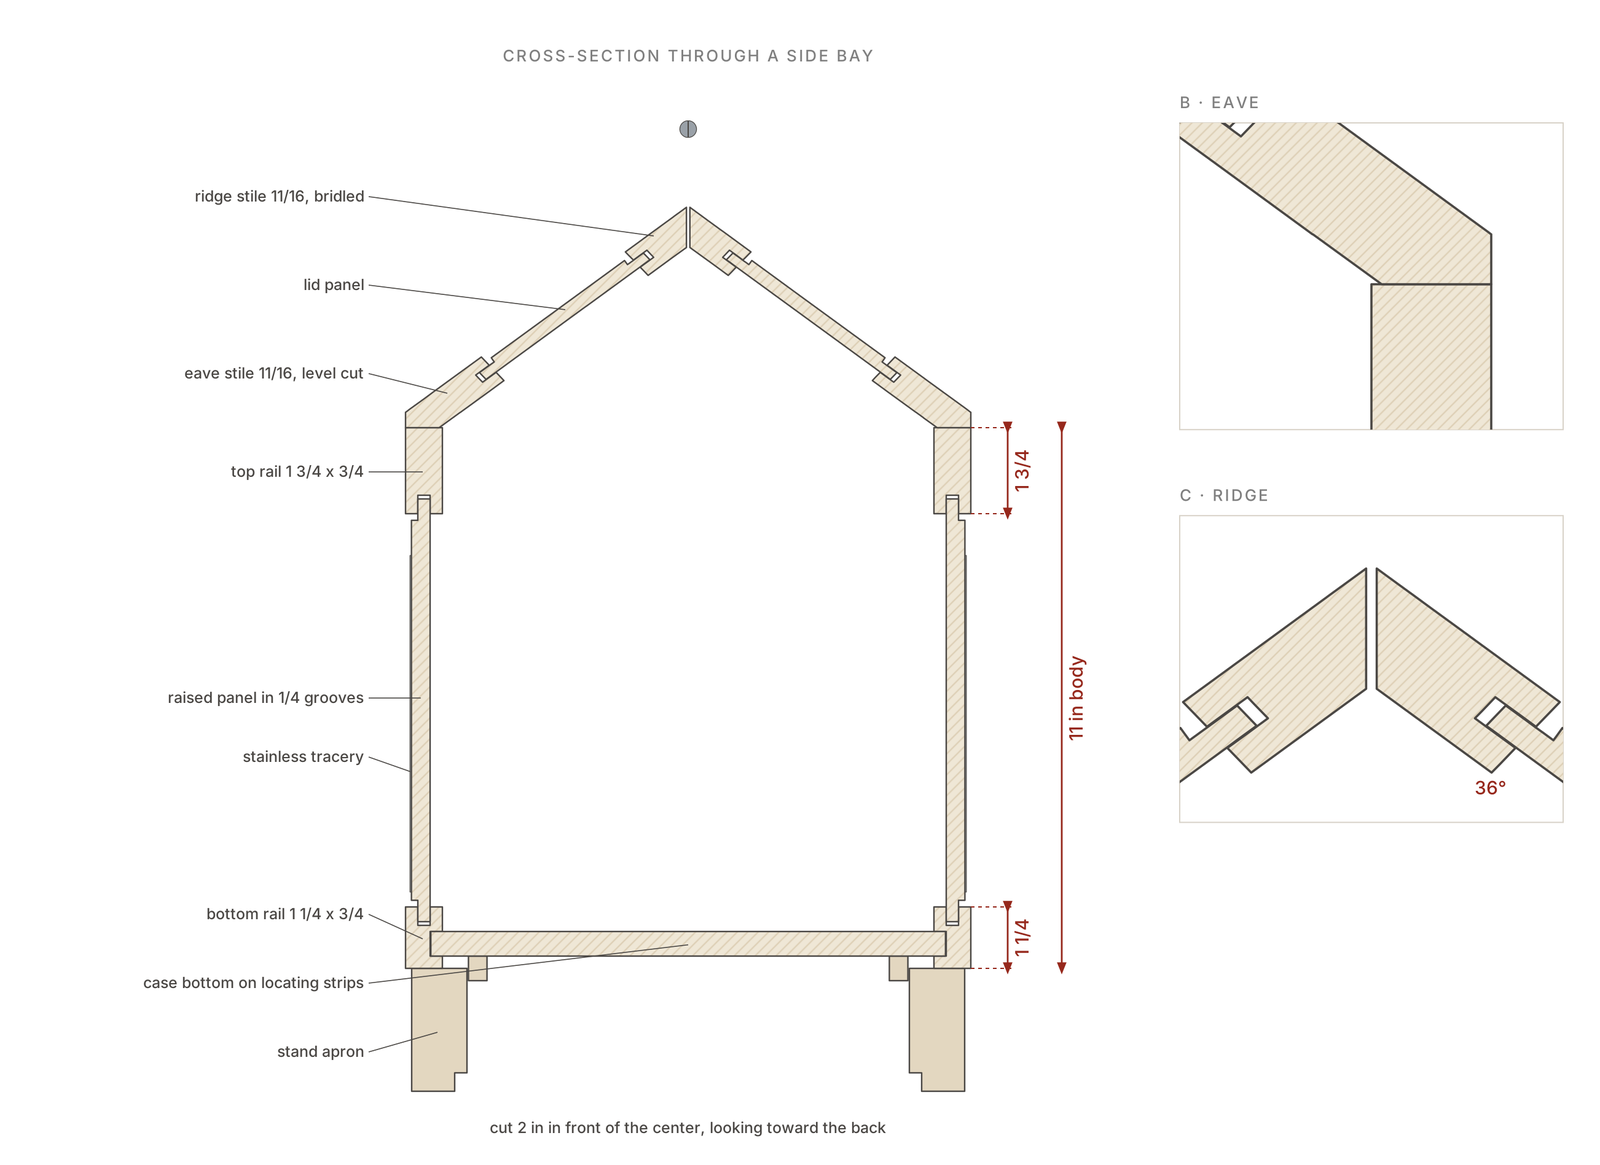 CROSS-SECTION THROUGH A SIDE BAY
ridge stile 11/16, bridled
lid panel
eave stile 11/16, level cut
top rail 1 3/4 x 3/4
raised panel in 1/4 grooves
stainless tracery
bottom rail 1 1/4 x 3/4
case bottom on locating strips
stand apron
1 3/4
11 in body
1 1/4
cut 2 in in front of the center, looking toward the back
B · EAVE
C · RIDGE
36°